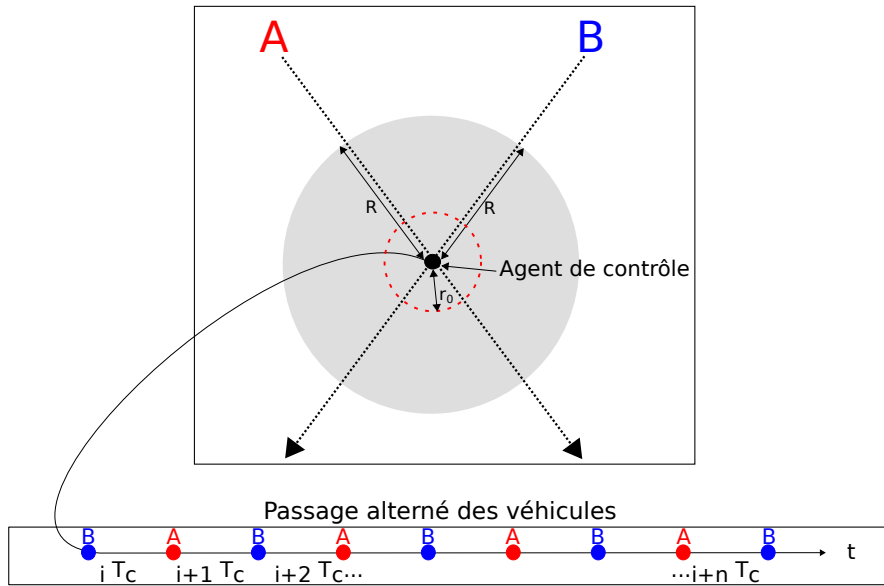 A B
R R
Agent de contrôle
r₀
Passage alterné des véhicules
B A B A B A B A B
t
i Tc i+1 Tc i+2 Tc... ...i+n Tc